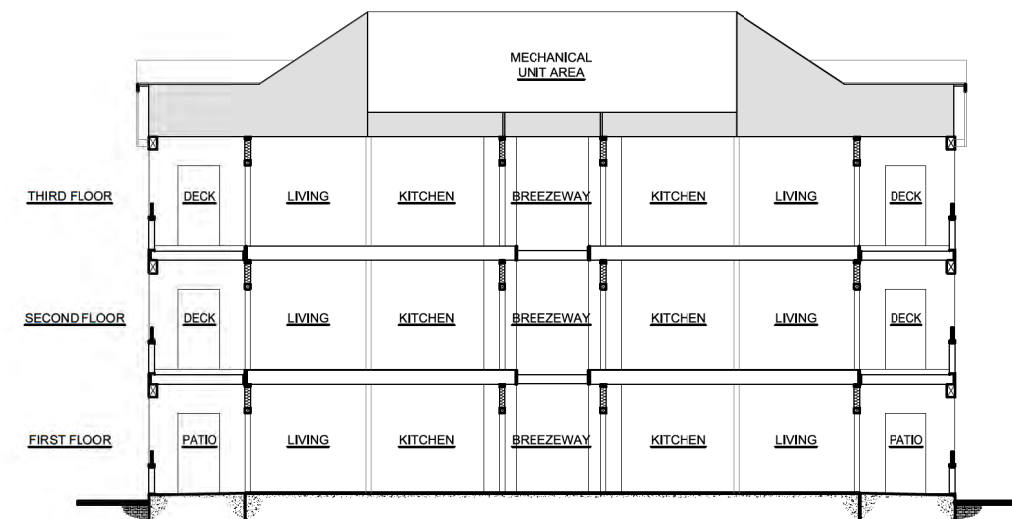 MECHANICAL
UNIT AREA
THIRD FLOOR DECK LIVING KITCHEN BREEZEWAY KITCHEN LIVING DECK
SECOND FLOOR DECK LIVING KITCHEN BREEZEWAY KITCHEN LIVING DECK
FIRST FLOOR PATIO LIVING KITCHEN BREEZEWAY KITCHEN LIVING PATIO